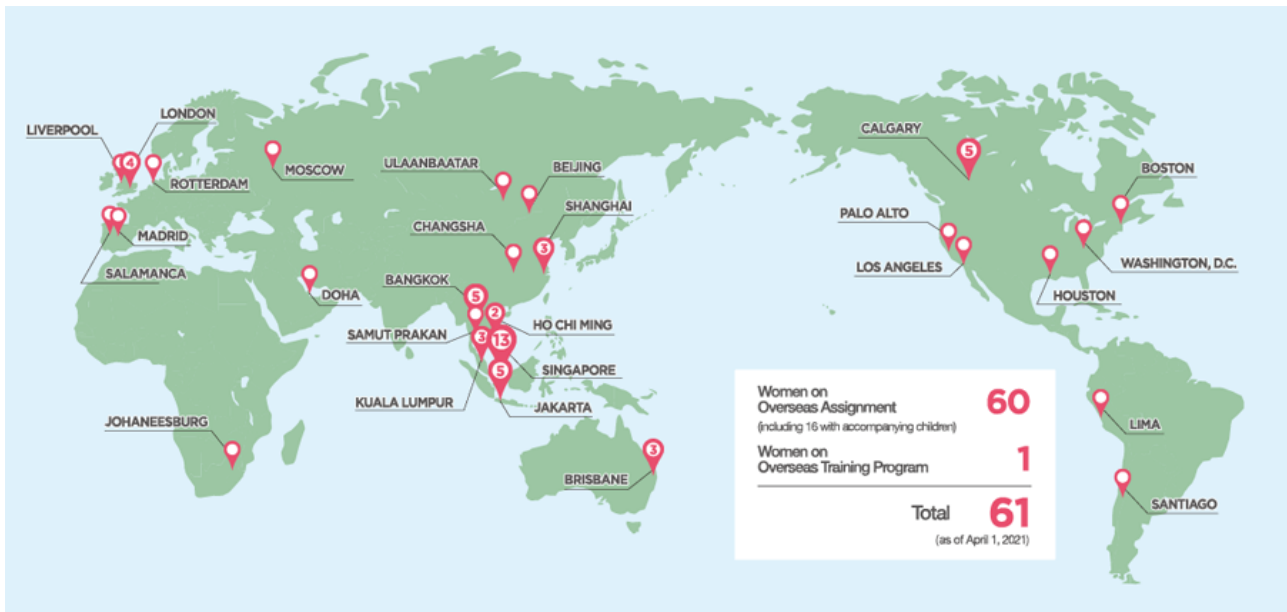 LONDON
LIVERPOOL
4
ROTTERDAM
MOSCOW
MADRID
SALAMANCA
DOHA
JOHANEESBURG
ULAANBAATAR
BEIJING
SHANGHAI
CHANGSHA
3
BANGKOK
5
2
HO CHI MING
SAMUT PRAKAN
3
13
SINGAPORE
5
KUALA LUMPUR
JAKARTA
3
BRISBANE
CALGARY
5
BOSTON
PALO ALTO
LOS ANGELES
WASHINGTON, D.C.
HOUSTON
LIMA
SANTIAGO
Women on
Overseas Assignment 60
(including 16 with accompanying children)
Women on
Overseas Training Program 1
Total 61
(as of April 1, 2021)